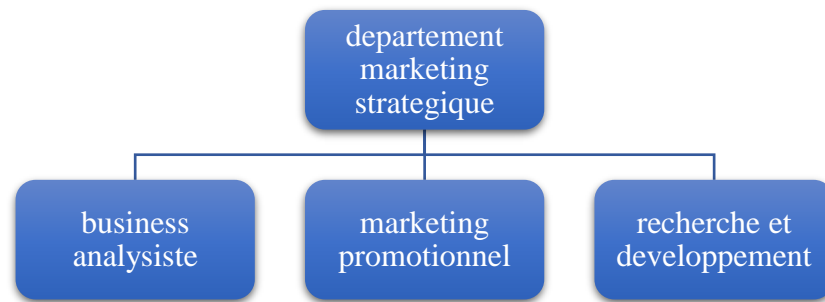 departement
marketing
strategique
business
analysiste
marketing
promotionnel
recherche et
developpement